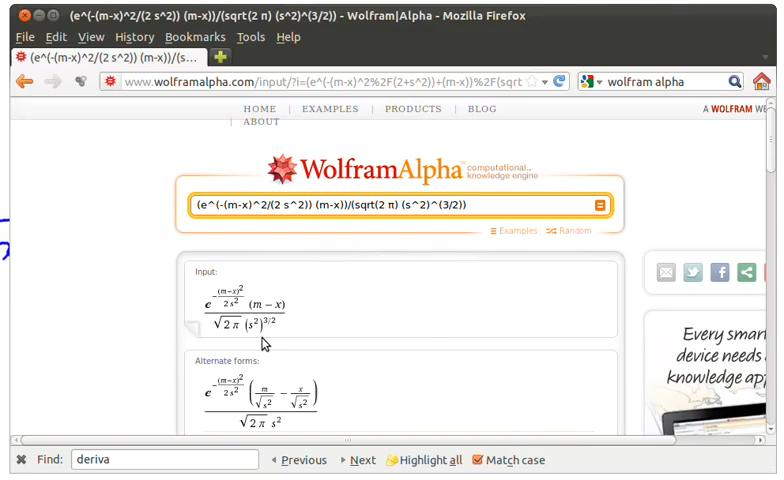 (e^(-(m-x)^2/(2 s^2)) (m-x))/(sqrt(2 π) (s^2)^(3/2)) - Wolfram|Alpha - Mozilla Firefox
File Edit View History Bookmarks Tools Help
(e^(-(m-x)^2/(2 s^2)) (m-x))/(s...
www.wolframalpha.com/input/?i=(e^(-(m-x)^2%2F(2+s^2))+(m-x))%2F(sqrt wolfram alpha
HOME | EXAMPLES | PRODUCTS | BLOG
| ABOUT
A WOLFRAM WE
WolframAlpha computational... knowledge engine
(e^(-(m-x)^2/(2 s^2)) (m-x))/(sqrt(2 π) (s^2)^(3/2))
Examples Random
Input:
e^(-(m-x)^2/(2 s^2)) (m - x)
√(2 π) (s^2)^(3/2)
Alternate forms:
e^(-(m-x)^2/(2 s^2)) (m/√(s^2) - x/√(s^2))
√(2 π) s^2
Every smar
device needs
knowledge app
Find: deriva Previous Next Highlight all Match case